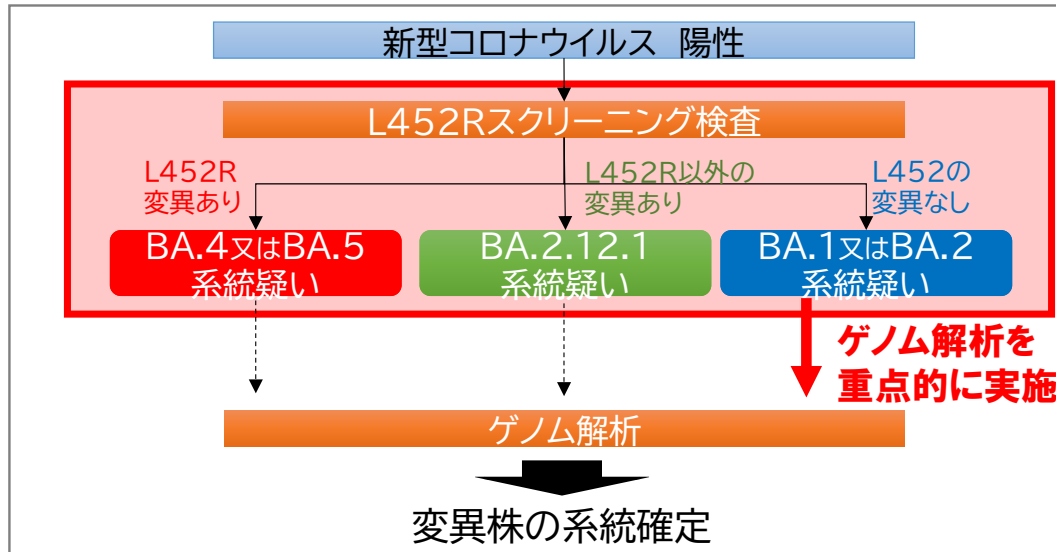 新型コロナウイルス 陽性
L452Rスクリーニング検査
L452R
変異あり
L452R以外の
変異あり
L452の
変異なし
BA.4又はBA.5
系統疑い
BA.2.12.1
系統疑い
BA.1又はBA.2
系統疑い
ゲノム解析を
重点的に実施
ゲノム解析
変異株の系統確定